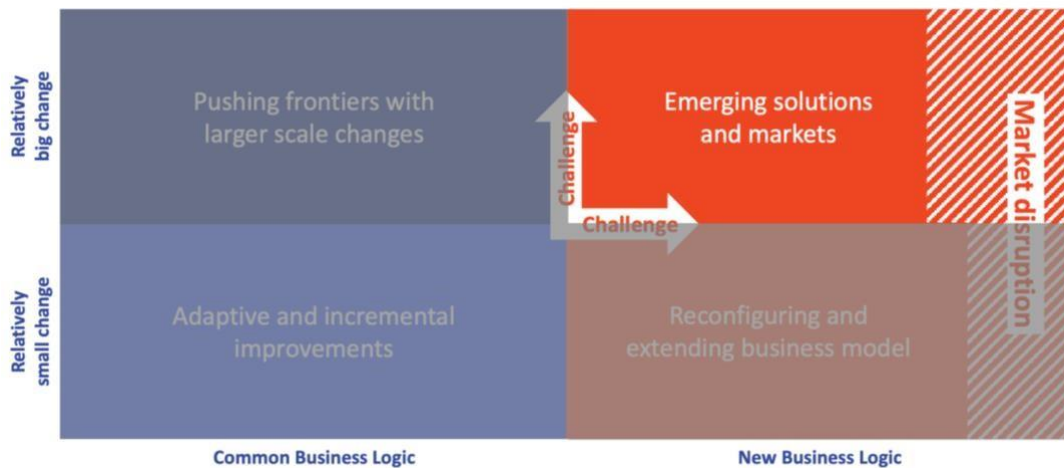 Relatively
big change
Pushing frontiers with
larger scale changes
Challenge
Challenge
Emerging solutions
and markets
Market disruption
Relatively
small change
Adaptive and incremental
improvements
Reconfiguring and
extending business model
Common Business Logic
New Business Logic